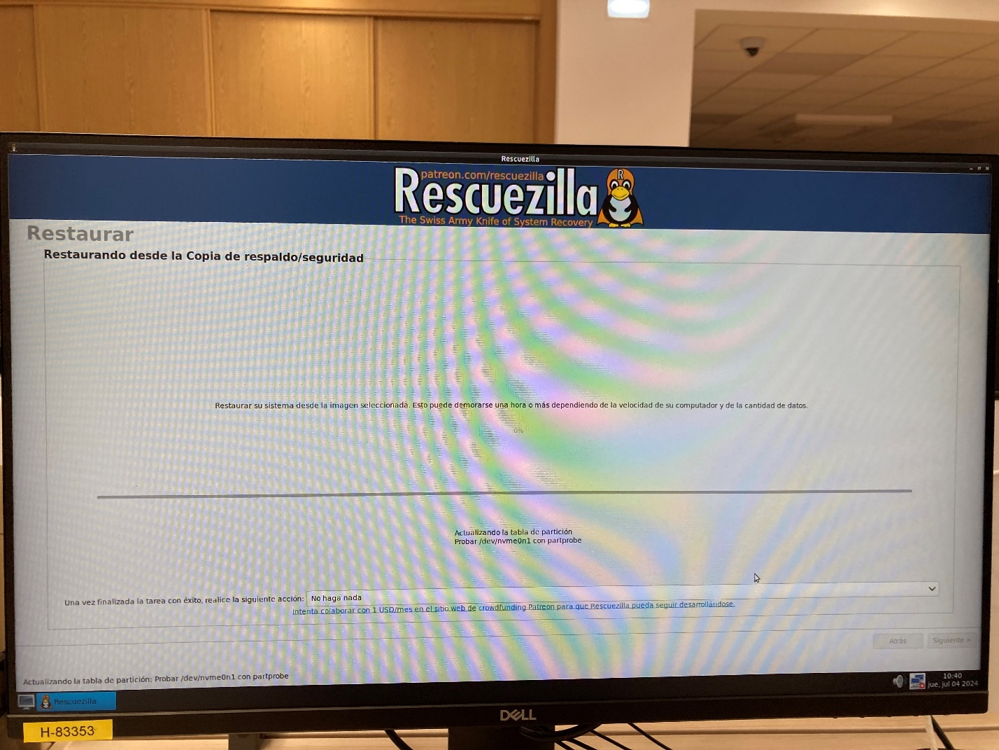 Rescuezilla
patreon.com/rescuezilla
Rescuezilla
R
The Swiss Army Knife of System Recovery
Restaurar
Restaurando desde la Copia de respaldo/seguridad
Restaurar su sistema desde la imagen seleccionada. Esto puede demorarse una hora o más dependiendo de la velocidad de su computador y de la cantidad de datos.
0%
Actualizando la tabla de partición
Probar /dev/nvme0n1 con partprobe
Una vez finalizada la tarea con éxito, realice la siguiente acción: No haga nada
Intenta colaborar con 1 USD/mes en el sitio web de crowdfunding Patreon para que Rescuezilla pueda seguir desarrollándose.
Atrás Siguiente >
Actualizando la tabla de partición: Probar /dev/nvme0n1 con partprobe
10:40
jue, jul 04 2024
Rescuezilla
DELL
H-83353